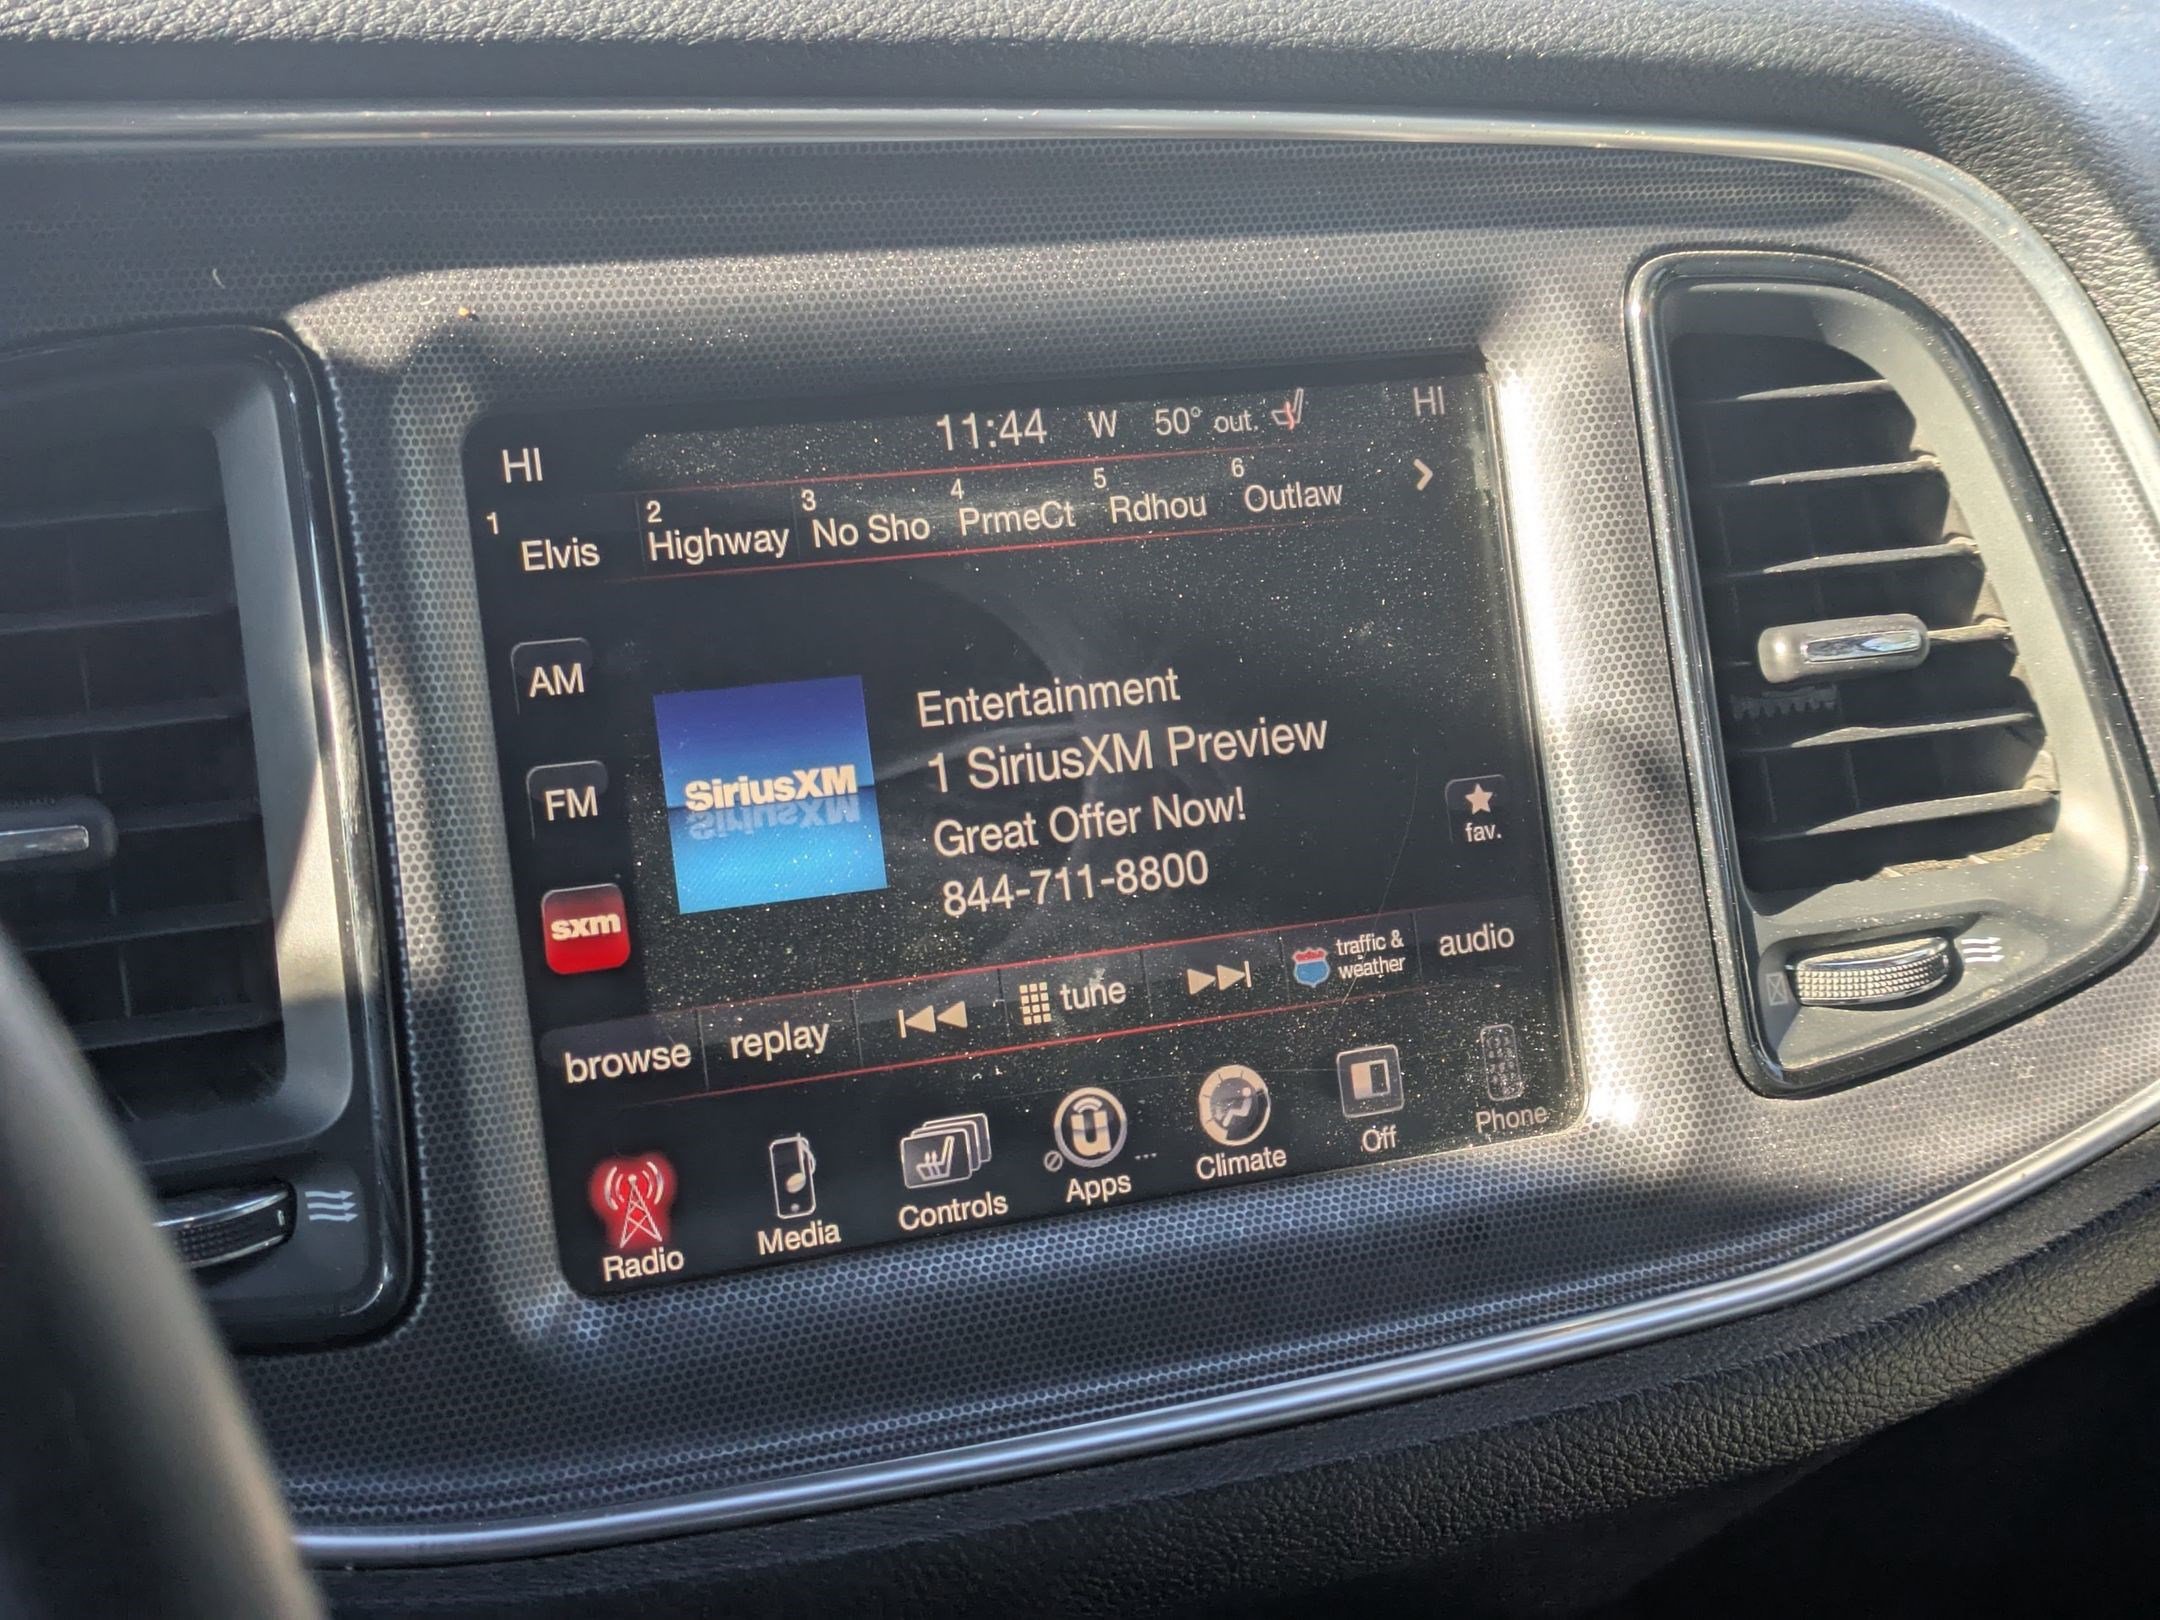 HI 11:44 W 50° out. HI
1 Elvis 2 Highway 3 No Sho 4 PrmeCt 5 Rdhou 6 Outlaw
AM
FM
sxm
SiriusXM
Entertainment
1 SiriusXM Preview
Great Offer Now!
844-711-8800
fav.
browse replay tune traffic & weather audio
Radio Media Controls Apps Climate Off Phone